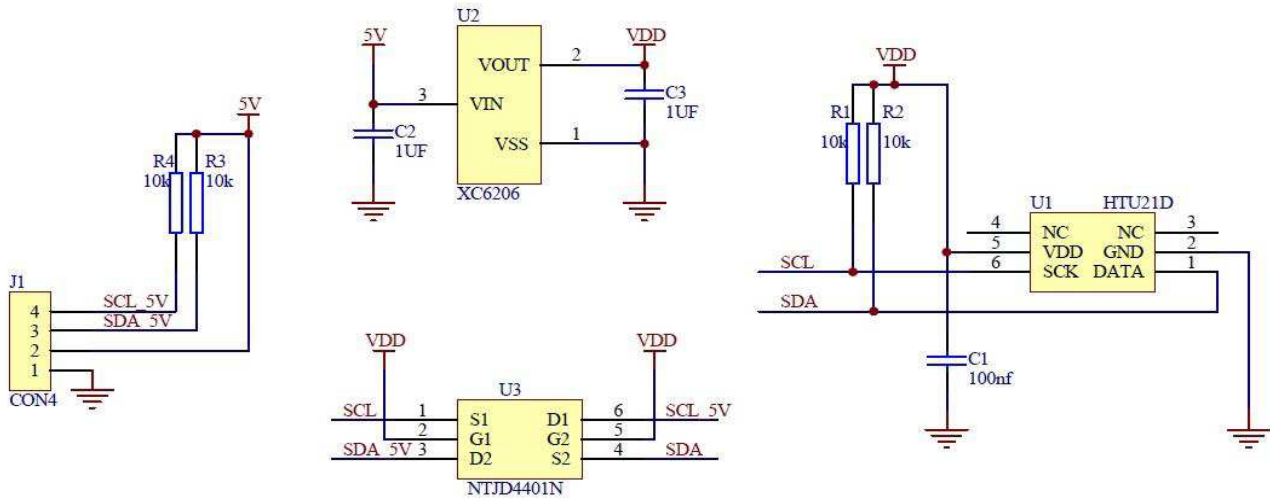 5V
R4
10k
R3
10k
J1
4
3
2
1
SCL_5V
SDA_5V
CON4
U2
5V
VDD
VOUT
2
3
VIN
C3
1UF
C2
1UF
VSS
1
XC6206
VDD
VDD
U3
SCL
1
S1
D1
6
SCL_5V
2
G1
G2
5
SDA_5V
3
D2
S2
4
SDA
NTJD4401N
VDD
R1
10k
R2
10k
U1
HTU21D
4
NC
NC
3
5
VDD
GND
2
SCL
6
SCK
DATA
1
SDA
C1
100nf